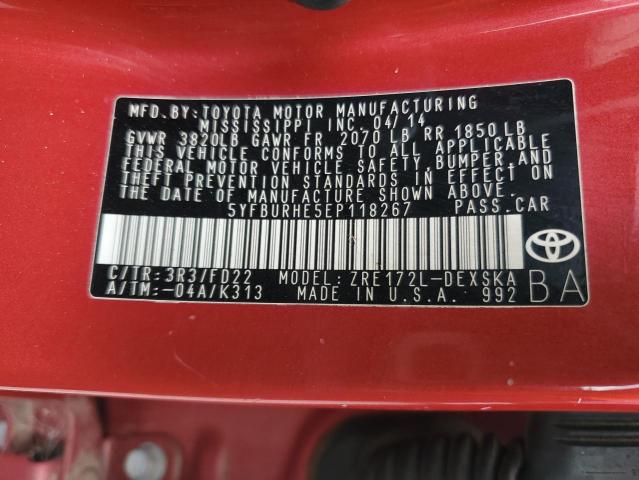 MFD.BY:TOYOTA MOTOR MANUFACTURING
MISSISSIPPI INC. 04/14
GVWR 3820LB GAWR FR 2070 LB RR 1850 LB
THIS VEHICLE CONFORMS TO ALL APPLICABLE
FEDERAL MOTOR VEHICLE SAFETY, BUMPER,AND
THEFT PREVENTION STANDARDS IN EFFECT ON
THE DATE OF MANUFACTURE SHOWN ABOVE.
5YFBURHE5EP118267 PASS.CAR
C/TR:3R3/FD22 MODEL:ZRE172L-DEXSKA
A/TM:-04A/K313 MADE IN U.S.A. 992 BA